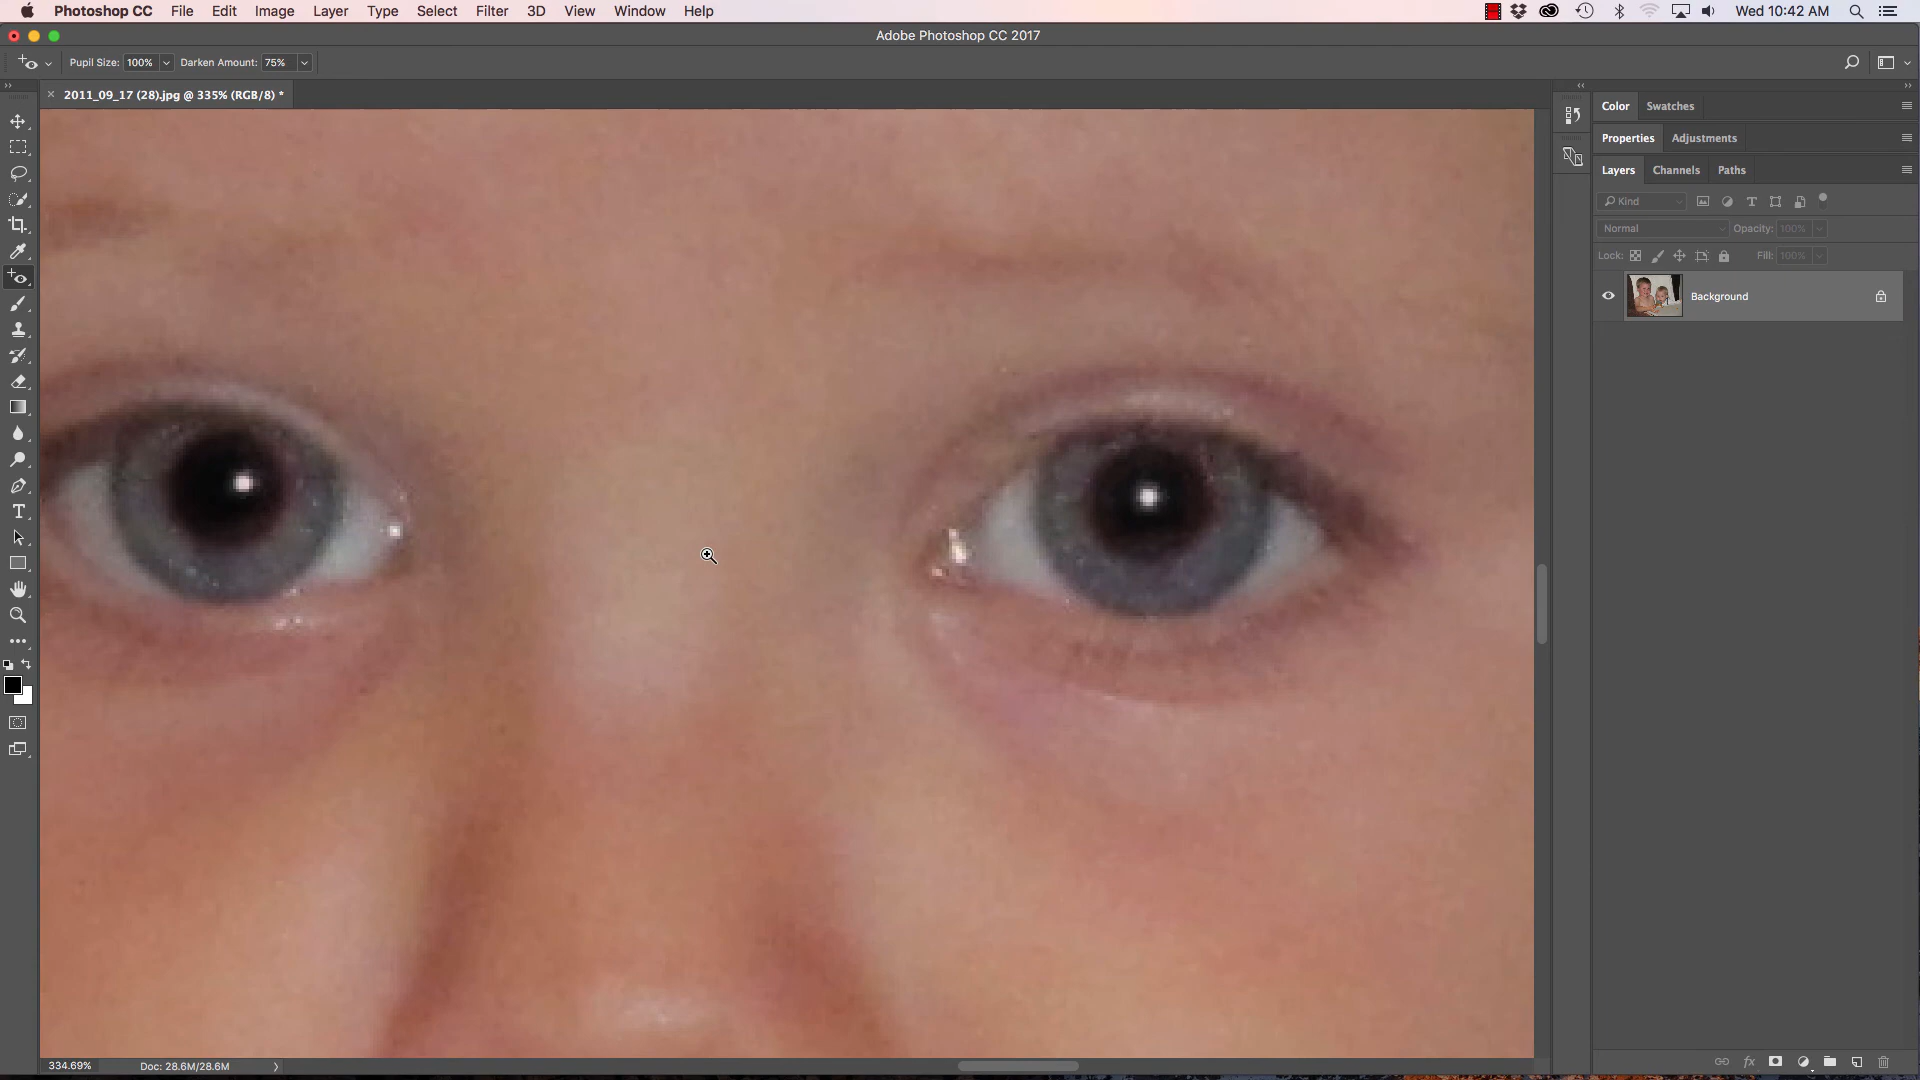 Photoshop CC File Edit Image Layer Type Select Filter 3D View Window Help Wed 10:42 AM
Adobe Photoshop CC 2017
Pupil Size: 100% Darken Amount: 75%
2011_09_17 (28).jpg @ 335% (RGB/8) *
Color Swatches
Properties Adjustments
Layers Channels Paths
Kind
Normal Opacity: 100%
Lock: Fill: 100%
Background
334.69% Doc: 28.6M/28.6M